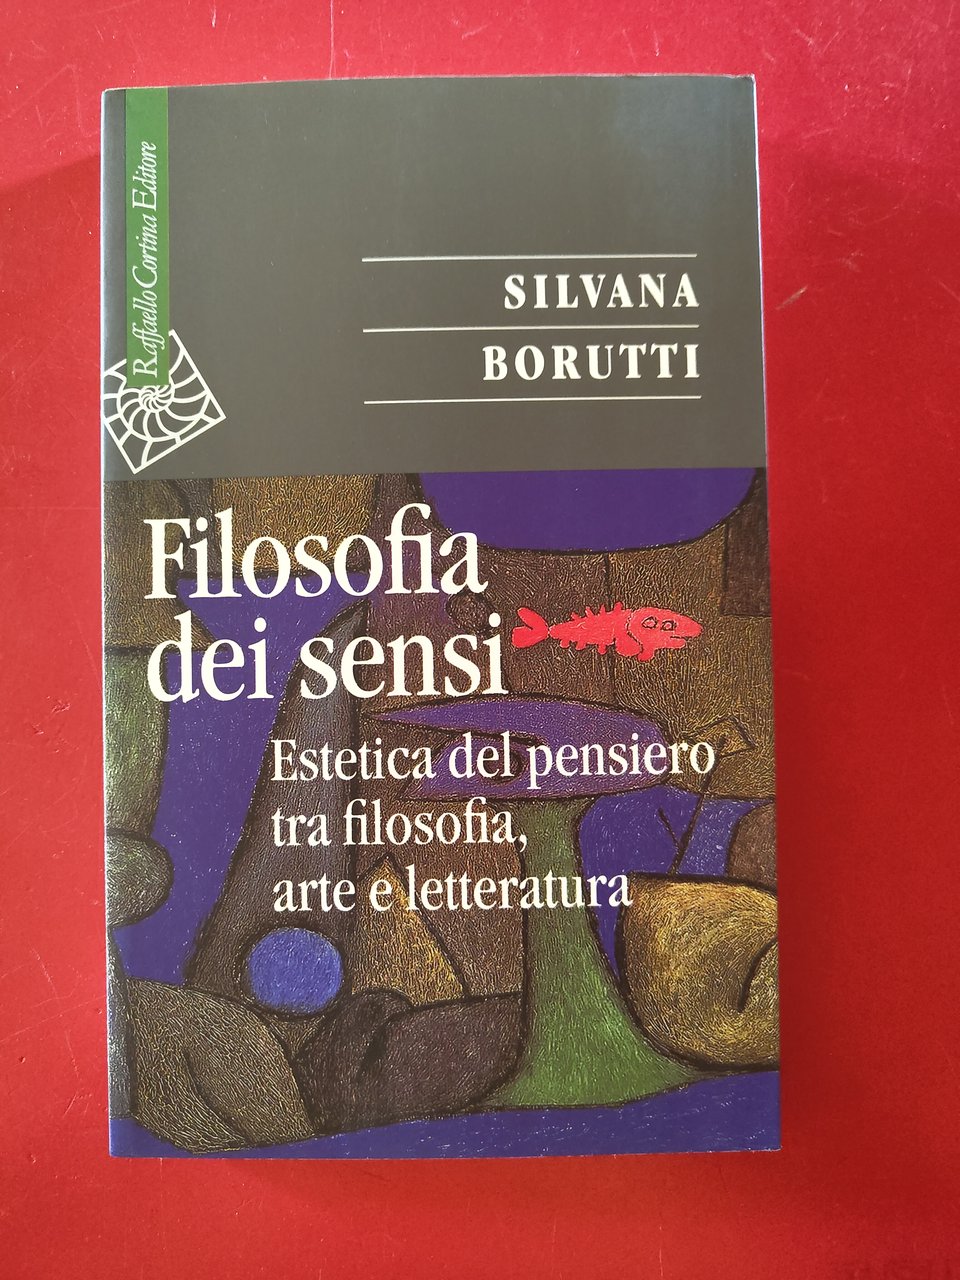 Raffaello Cortina Editore
SILVANA
BORUTTI
Filosofia
dei sensi
Estetica del pensiero
tra filosofia,
arte e letteratura